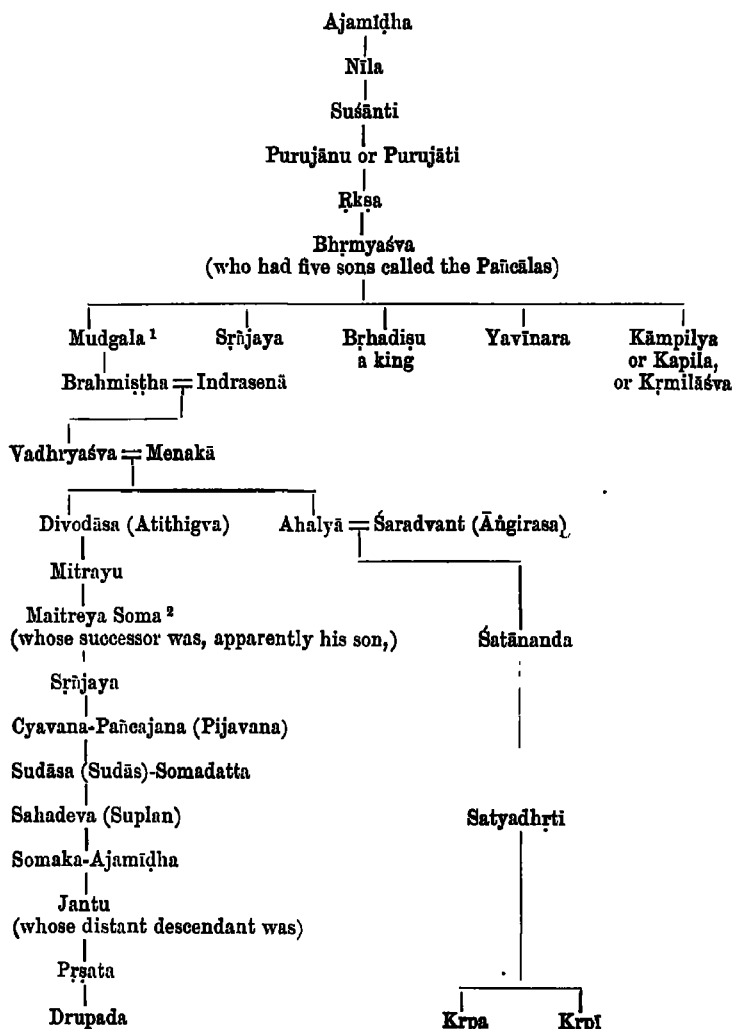 Ajamīḍha
Nīla
Suśānti
Purujānu or Purujāti
Ṛkṣa
Bhṛmyaśva
(who had five sons called the Pañcālas)
Mudgala ¹ Sṛñjaya Bṛhadiṣu Yavīnara Kāmpilya
a king or Kapila,
or Kṛmilāśva
Brahmiṣṭha = Indrasenā
Vadhryaśva = Menakā
Divodāsa (Atithigva) Ahalyā = Śaradvant (Āṅgirasa)
Mitrayu
Maitreya Soma ²
(whose successor was, apparently his son,) Śatānanda
Sṛñjaya
Cyavana-Pañcajana (Pijavana)
Sudāsa (Sudās)-Somadatta
Sahadeva (Suplan) Satyadhṛti
Somaka-Ajamīḍha
Jantu
(whose distant descendant was)
Pṛṣata
Drupada Kṛpa Kṛpī